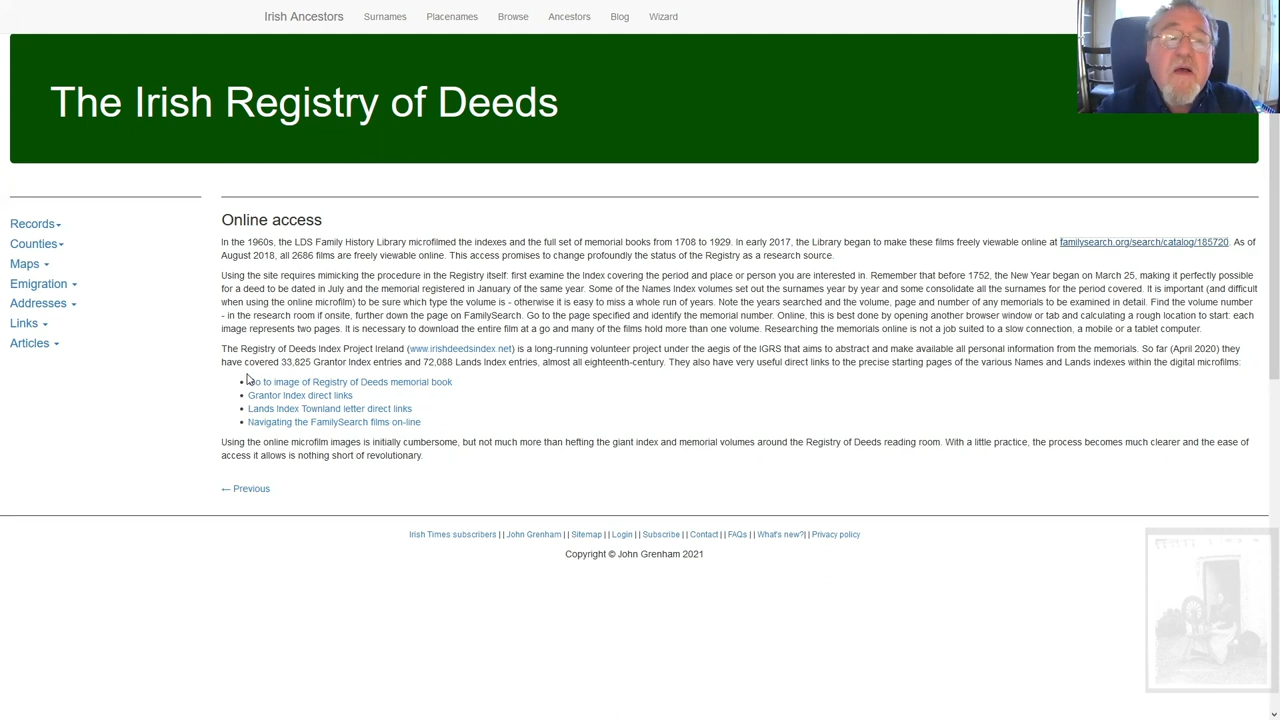 Irish Ancestors Surnames Placenames Browse Ancestors Blog Wizard
The Irish Registry of Deeds
Records
Counties
Maps
Emigration
Addresses
Links
Articles
Online access
In the 1960s, the LDS Family History Library microfilmed the indexes and the full set of memorial books from 1708 to 1929. In early 2017, the Library began to make these films freely viewable online at familysearch.org/search/catalog/185720. As of
August 2018, all 2686 films are freely viewable online. This access promises to change profoundly the status of the Registry as a research source.
Using the site requires mimicking the procedure in the Registry itself: first examine the Index covering the period and place or person you are interested in. Remember that before 1752, the New Year began on March 25, making it perfectly possible
for a deed to be dated in July and the memorial registered in January of the same year. Some of the Names Index volumes set out the surnames year by year and some consolidate all the surnames for the period covered. It is important (and difficult
when using the online microfilm) to be sure which type the volume is - otherwise it is easy to miss a whole run of years. Note the years searched and the volume, page and number of any memorials to be examined in detail. Find the volume number
- in the research room if onsite, further down the page on FamilySearch. Go to the page specified and identify the memorial number. Online, this is best done by opening another browser window or tab and calculating a rough location to start: each
image represents two pages. It is necessary to download the entire film at a go and many of the films hold more than one volume. Researching the memorials online is not a job suited to a slow connection, a mobile or a tablet computer.
The Registry of Deeds Index Project Ireland (www.irishdeedsindex.net) is a long-running volunteer project under the aegis of the IGRS that aims to abstract and make available all personal information from the memorials. So far (April 2020) they
have covered 33,825 Grantor Index entries and 72,088 Lands Index entries, almost all eighteenth-century. They also have very useful direct links to the precise starting pages of the various Names and Lands indexes within the digital microfilms:
• Go to image of Registry of Deeds memorial book
• Grantor Index direct links
• Lands Index Townland letter direct links
• Navigating the FamilySearch films on-line
Using the online microfilm images is initially cumbersome, but not much more than hefting the giant index and memorial volumes around the Registry of Deeds reading room. With a little practice, the process becomes much clearer and the ease of
access it allows is nothing short of revolutionary.
← Previous
Irish Times subscribers | | John Grenham | | Sitemap | | Login | | Subscribe | | Contact | | FAQs | | What's new?| | Privacy policy
Copyright © John Grenham 2021